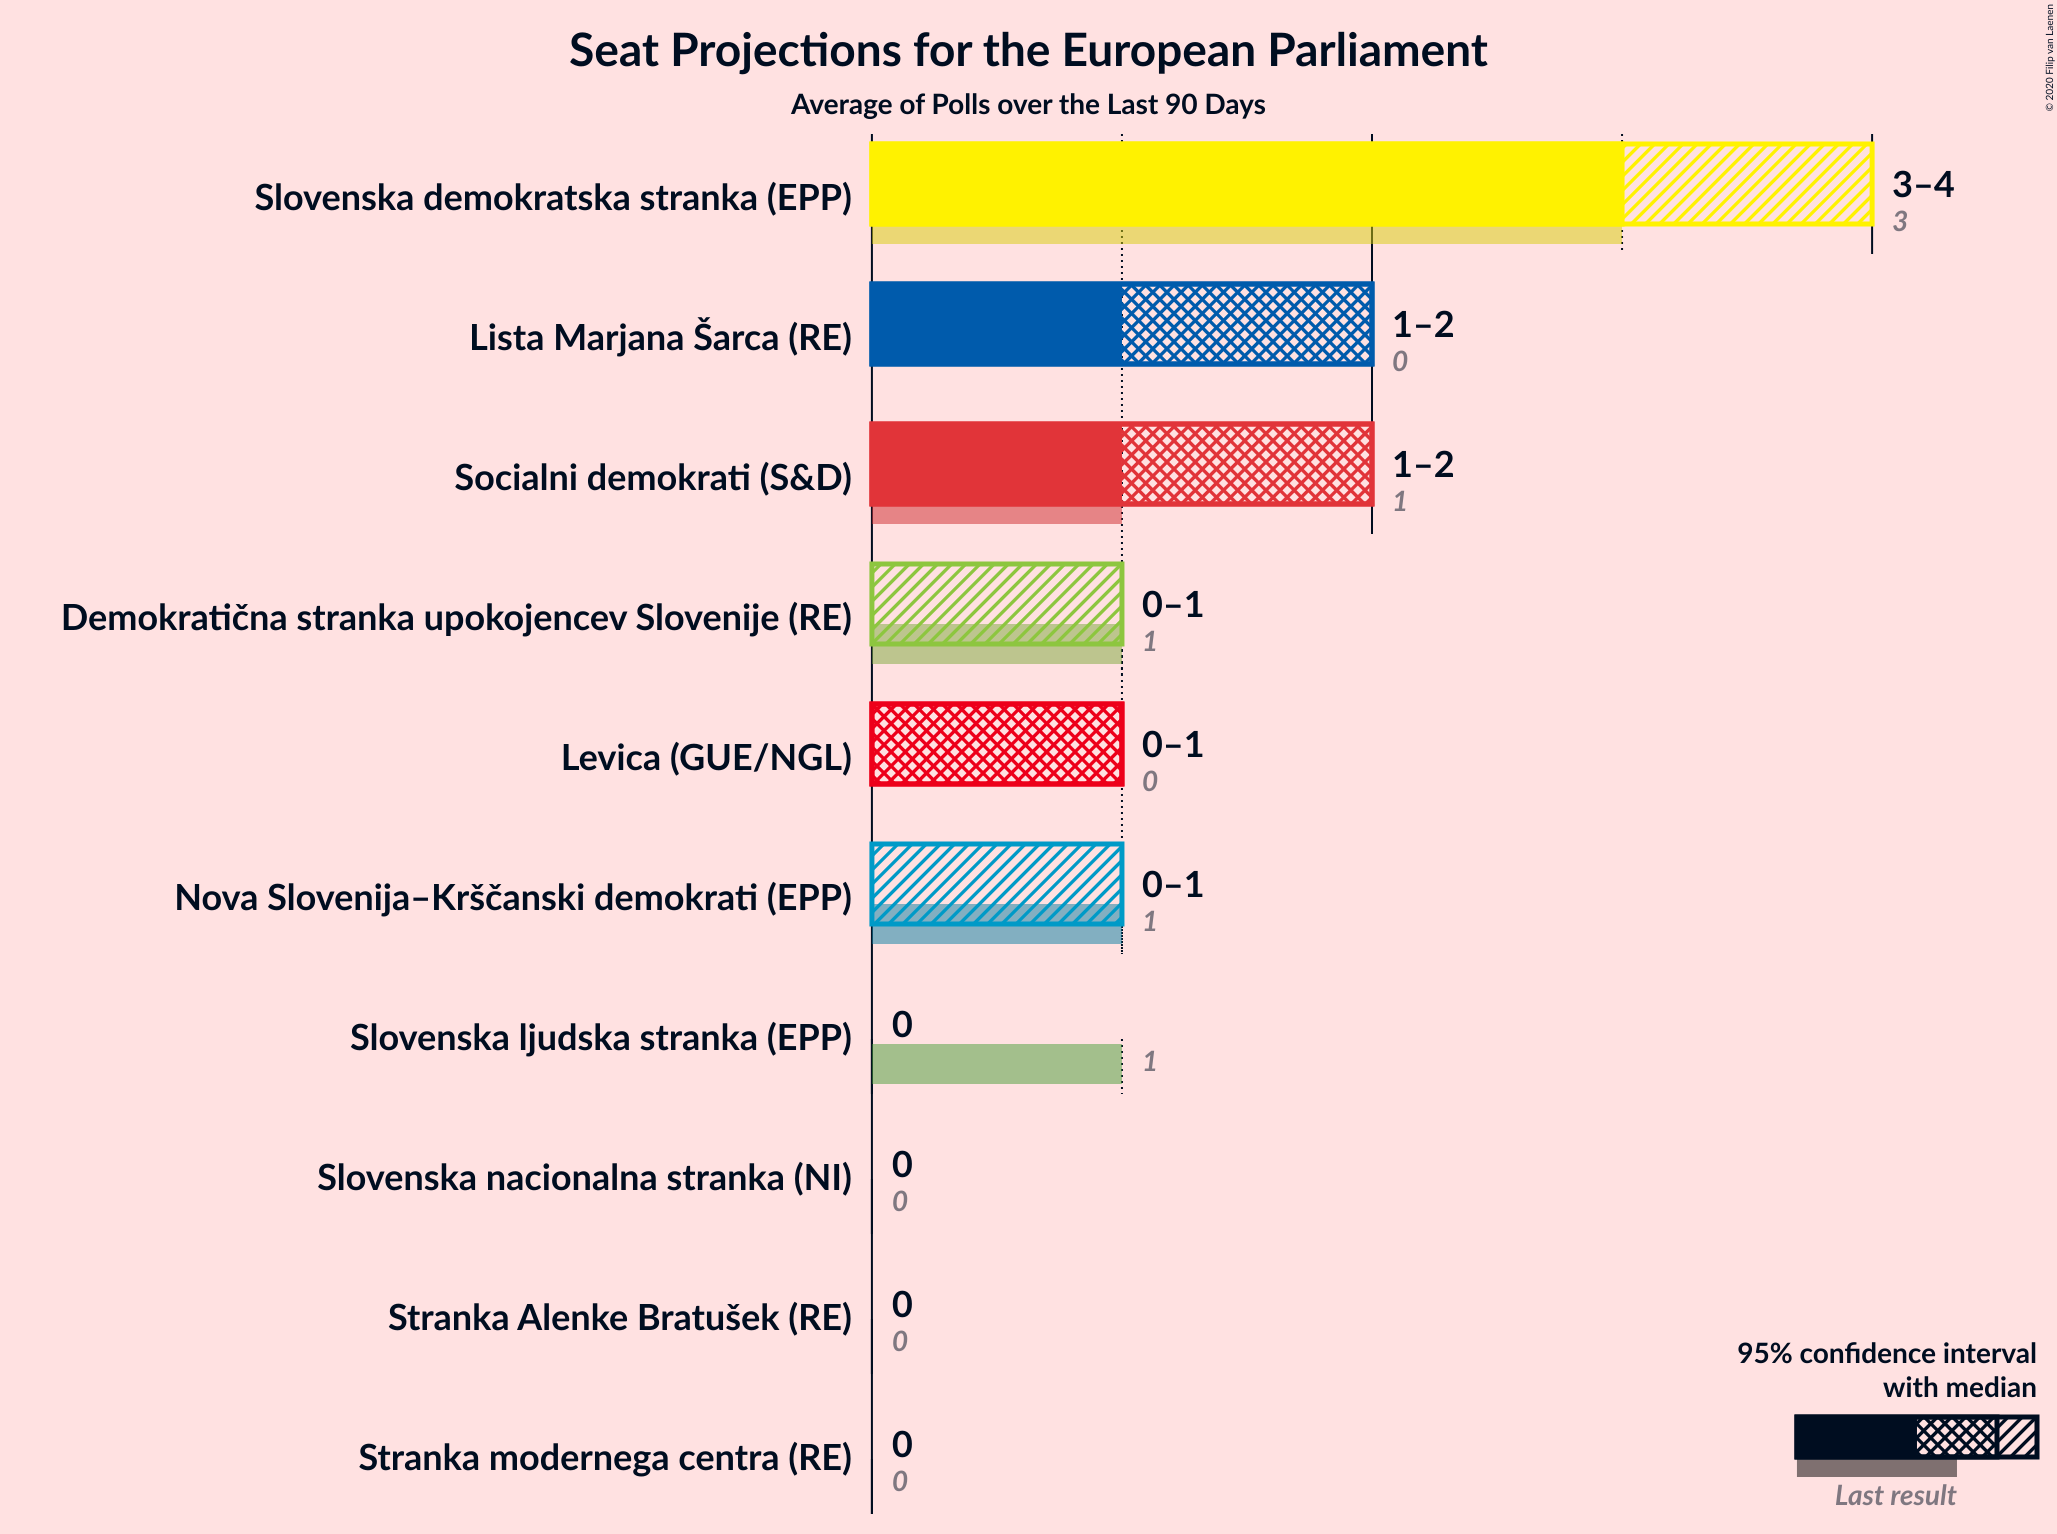 Seat Projections for the European Parliament
Average of Polls over the Last 90 Days
© 2020 Filip van Laenen
Slovenska demokratska stranka (EPP)
3–4
3
Lista Marjana Šarca (RE)
1–2
0
Socialni demokrati (S&D)
1–2
1
Demokratična stranka upokojencev Slovenije (RE)
0–1
1
Levica (GUE/NGL)
0–1
0
Nova Slovenija–Krščanski demokrati (EPP)
0–1
1
Slovenska ljudska stranka (EPP)
0
1
Slovenska nacionalna stranka (NI)
0
0
Stranka Alenke Bratušek (RE)
0
0
Stranka modernega centra (RE)
0
0
95% confidence interval
with median
Last result